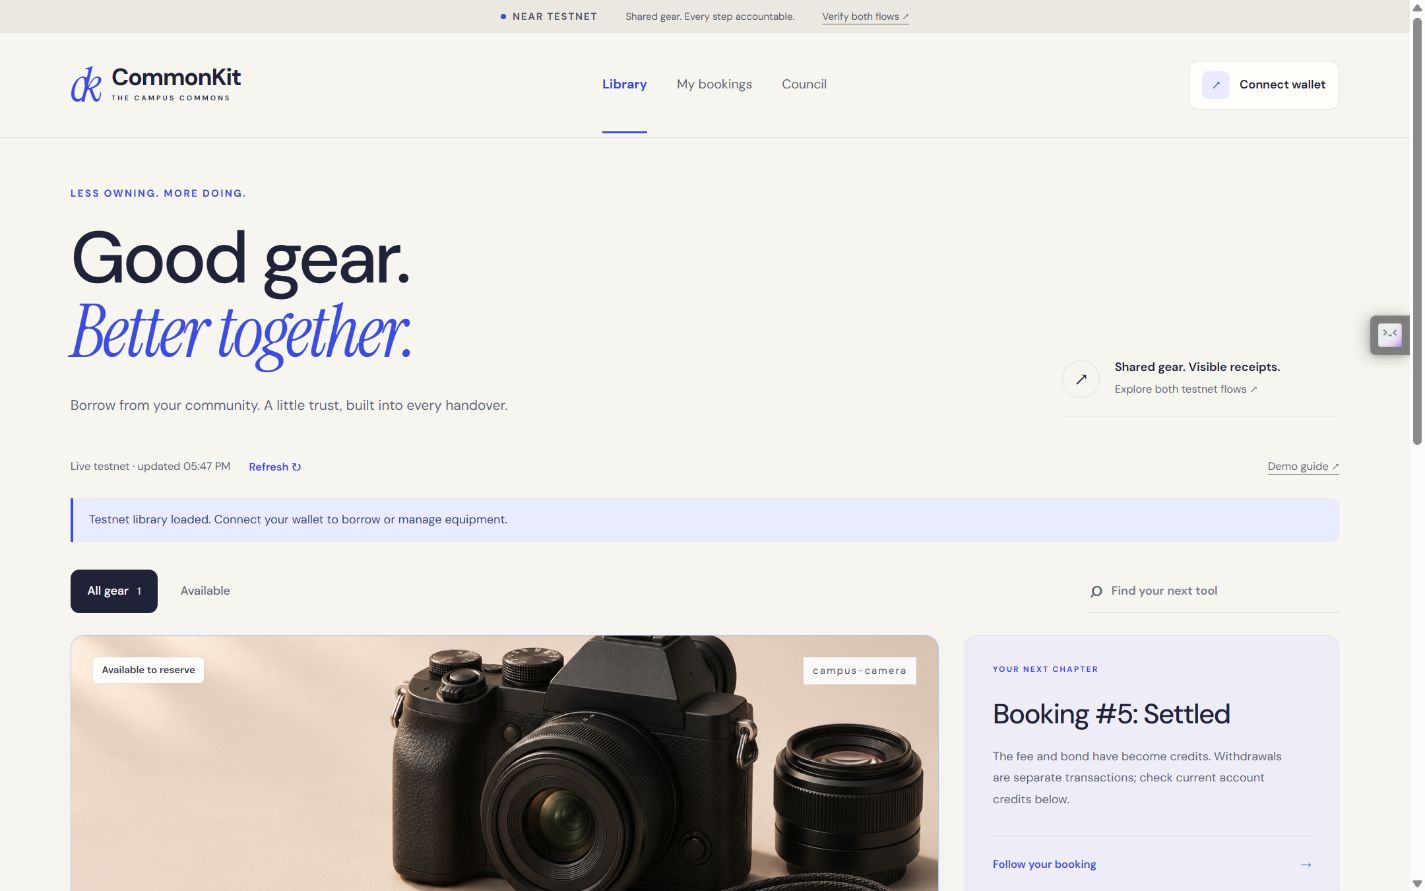 NEAR TESTNET
Shared gear. Every step accountable.
Verify both flows ↗
CommonKit
THE CAMPUS COMMONS
Library
My bookings
Council
↗ Connect wallet
LESS OWNING. MORE DOING.
Good gear.
Better together.
Borrow from your community. A little trust, built into every handover.
Shared gear. Visible receipts.
Explore both testnet flows ↗
Live testnet · updated 05:47 PM
Refresh ↻
Demo guide ↗
Testnet library loaded. Connect your wallet to borrow or manage equipment.
All gear 1
Available
Find your next tool
Available to reserve
campus-camera
YOUR NEXT CHAPTER
Booking #5: Settled
The fee and bond have become credits. Withdrawals
are separate transactions; check current account
credits below.
Follow your booking →